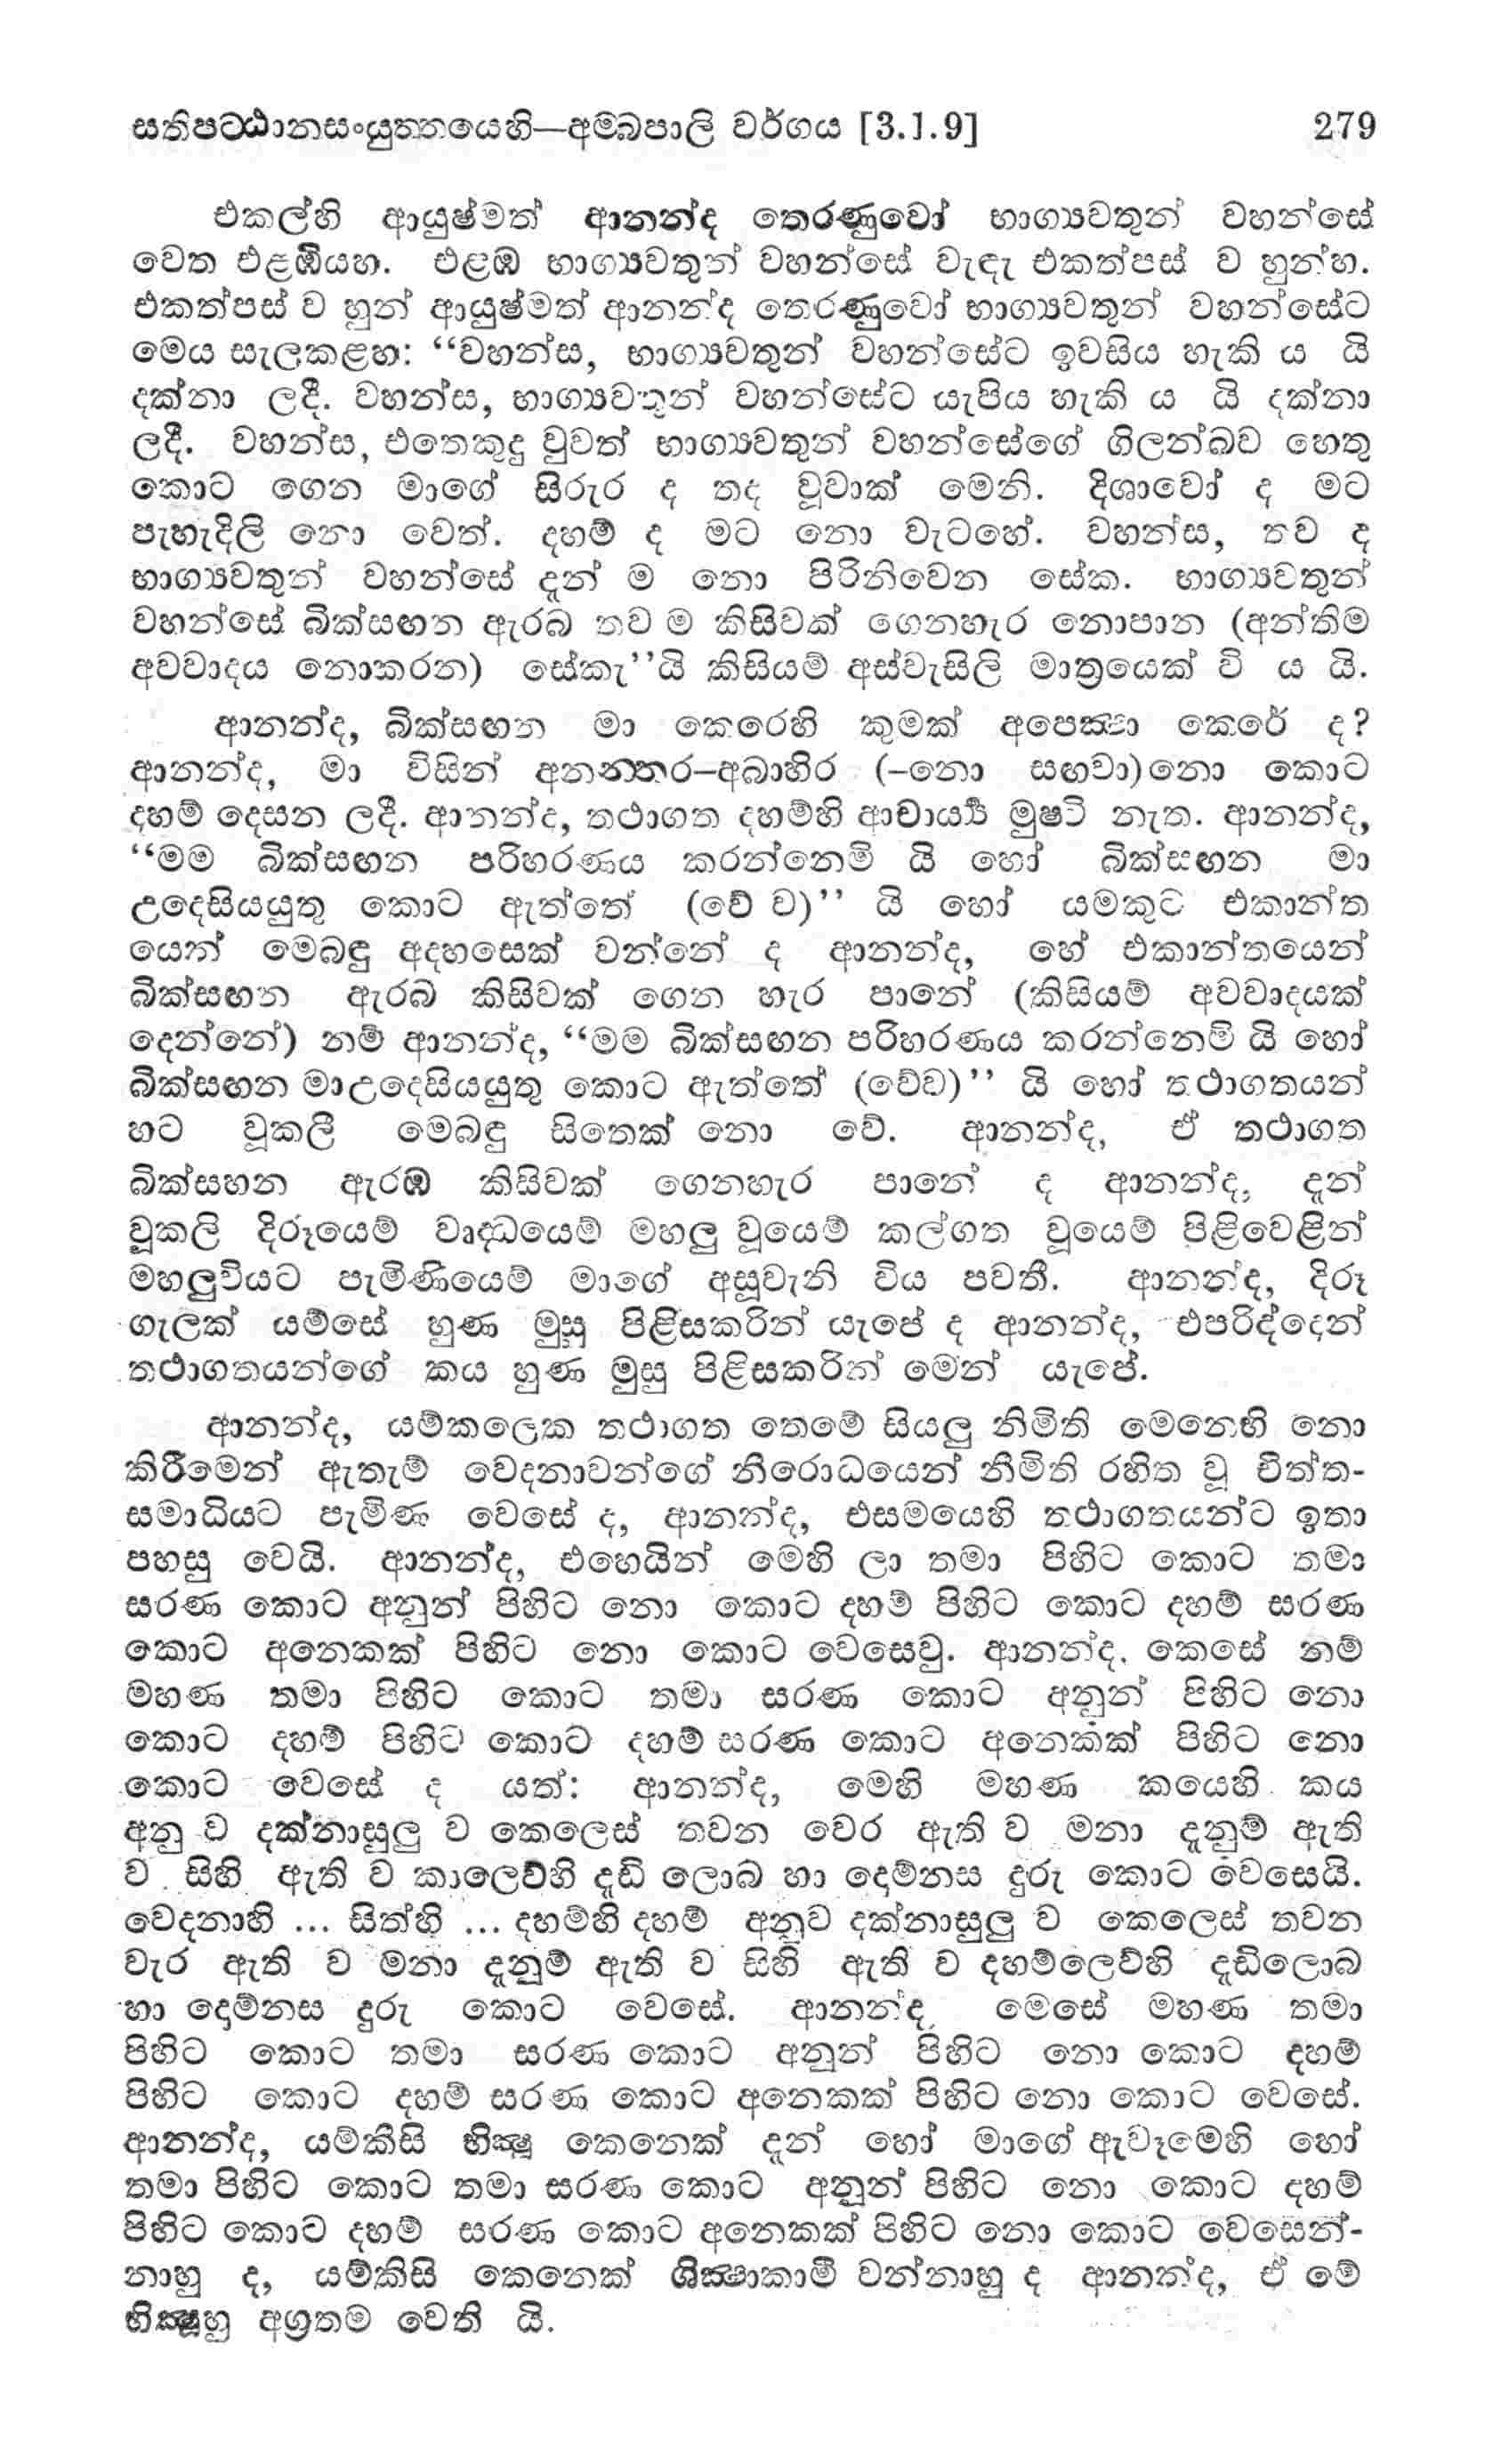 සතිපට්ඨානසංයුත්තයෙහි—අම්බපාලි වර්ගය [3.1.9] 279
එකල්හි ආයුෂ්මත් ආනන්ද තෙරණුවෝ භාග්‍යවතුන් වහන්සේ
වෙත එළඹියහ. එළඹ භාග්‍යවතුන් වහන්සේ වැඳැ එකත්පස් ව හුන්හ.
එකත්පස් ව හුන් ආයුෂ්මත් ආනන්ද තෙරණුවෝ භාග්‍යවතුන් වහන්සේට
මෙය සැලකළහ: “වහන්ස, භාග්‍යවතුන් වහන්සේට ඉවසිය හැකි ය යි
දක්නා ලදී. වහන්ස, භාග්‍යවතුන් වහන්සේට යැපිය හැකි ය යි දක්නා
ලදී. වහන්ස, එතෙකුදු වුවත් භාග්‍යවතුන් වහන්සේගේ ගිලන්බව හෙතු
කොට ගෙන මාගේ සිරුර ද තද වූවාක් මෙනි. දිශාවෝ ද මට
පැහැදිලි නො වෙත්. දහම් ද මට නො වැටහේ. වහන්ස, තව ද
භාග්‍යවතුන් වහන්සේ දැන් ම නො පිරිනිවෙන සේක. භාග්‍යවතුන්
වහන්සේ බික්සඟන ඇරබ තව ම කිසිවක් ගෙනහැර නොපාන (අන්තිම
අවවාදය නොකරන) සේකැ”යි කිසියම් අස්වැසිලි මාත්‍රයෙක් වි ය යි.
ආනන්ද, බික්සඟන මා කෙරෙහි කුමක් අපෙක්‍ෂා කෙරේ ද?
ආනන්ද, මා විසින් අනන්තර–අබාහිර (–නො සඟවා)නො කොට
දහම් දෙසන ලදී. ආනන්ද, තථාගත දහම්හි ආචාර්‍ය්‍ය මුෂටි නැත. ආනන්ද,
“මම බික්සඟන පරිහරණය කරන්නෙමි යි හෝ බික්සඟන මා
උදෙසියයුතු කොට ඇත්තේ (වේ ව)” යි හෝ යමකුට එකාන්ත
යෙන් මෙබඳු අදහසෙක් වන්නේ ද ආනන්ද, හේ එකාන්තයෙන්
බික්සඟන ඇරබ කිසිවක් ගෙන හැර පානේ (කිසියම් අවවාදයක්
දෙන්නේ) නම් ආනන්ද, “මම බික්සඟන පරිහරණය කරන්නෙමි යි හෝ
බික්සඟන මාඋදෙසියයුතු කොට ඇත්තේ (වේව)” යි හෝ තථාගතයන්
හට වූකලී මෙබඳු සිතෙක් නො වේ. ආනන්ද, ඒ තථාගත
බික්සඟන ඇරඹ කිසිවක් ගෙනහැර පානේ ද ආනන්ද, දැන්
වූකලි දිරූයෙම් වෘද්ධයෙම් මහලු වූයෙම් කල්ගත වූයෙම් පිළිවෙළින්
මහලුවියට පැමිණියෙම් මාගේ අසූවැනි විය පවතී. ආනන්ද, දිරූ
ගැලක් යම්සේ හුණ මුසු පිළිසකරින් යැපේ ද ආනන්ද, එපරිද්දෙන්
තථාගතයන්ගේ කය හුණ මුසු පිළිසකරින් මෙන් යැපේ.
ආනන්ද, යම්කලෙක තථාගත තෙමේ සියලු නිමිති මෙනෙහි නො
කිරීමෙන් ඇතැම් වෙදනාවන්ගේ නිරොධයෙන් නිමිති රහිත වූ චිත්ත-
සමාධියට පැමිණ වෙසේ ද, ආනන්ද, එසමයෙහි තථාගතයන්ට ඉතා
පහසු වෙයි. ආනන්ද, එහෙයින් මෙහි ලා තමා පිහිට කොට තමා
සරණ කොට අනුන් පිහිට නො කොට දහම් පිහිට කොට දහම් සරණ
කොට අනෙකක් පිහිට නො කොට වෙසෙවු. ආනන්ද, කෙසේ නම්
මහණ තමා පිහිට කොට තමා සරණ කොට අනුන් පිහිට නො
කොට දහම් පිහිට කොට දහම් සරණ කොට අනෙකක් පිහිට නො
කොට වෙසේ ද යත්: ආනන්ද, මෙහි මහණ කයෙහි කය
අනු ව දක්නාසුලු ව කෙලෙස් තවන වෙර ඇති ව මනා දැනුම් ඇති
ව සිහි ඇති ව කාලෙව්හි දැඩි ලොබ හා දොම්නස දුරු කොට වෙසෙයි.
වෙදනාහි ... සිත්හි ... දහම්හි දහම් අනුව දක්නාසුලු ව කෙලෙස් තවන
වැර ඇති ව මනා දැනුම් ඇති ව සිහි ඇති ව දහම්ලෙව්හි දැඩිලොබ
හා දොම්නස දුරු කොට වෙසේ. ආනන්ද, මෙසේ මහණ තමා
පිහිට කොට තමා සරණ කොට අනුන් පිහිට නො කොට දහම්
පිහිට කොට දහම් සරණ කොට අනෙකක් පිහිට නො කොට වෙසේ.
ආනන්ද, යම්කිසි භික්‍ෂු කෙනෙක් දැන් හෝ මාගේ ඇවෑමෙහි හෝ
තමා පිහිට කොට තමා සරණ කොට අනුන් පිහිට නො කොට දහම්
පිහිට කොට දහම් සරණ කොට අනෙකක් පිහිට නො කොට වෙසෙන්-
නාහු ද, යම්කිසි කෙනෙක් ශික්‍ෂාකාමී වන්නාහු ද ආනන්ද, ඒ මේ
භික්‍ෂුහු අග්‍රතම වෙති යි.